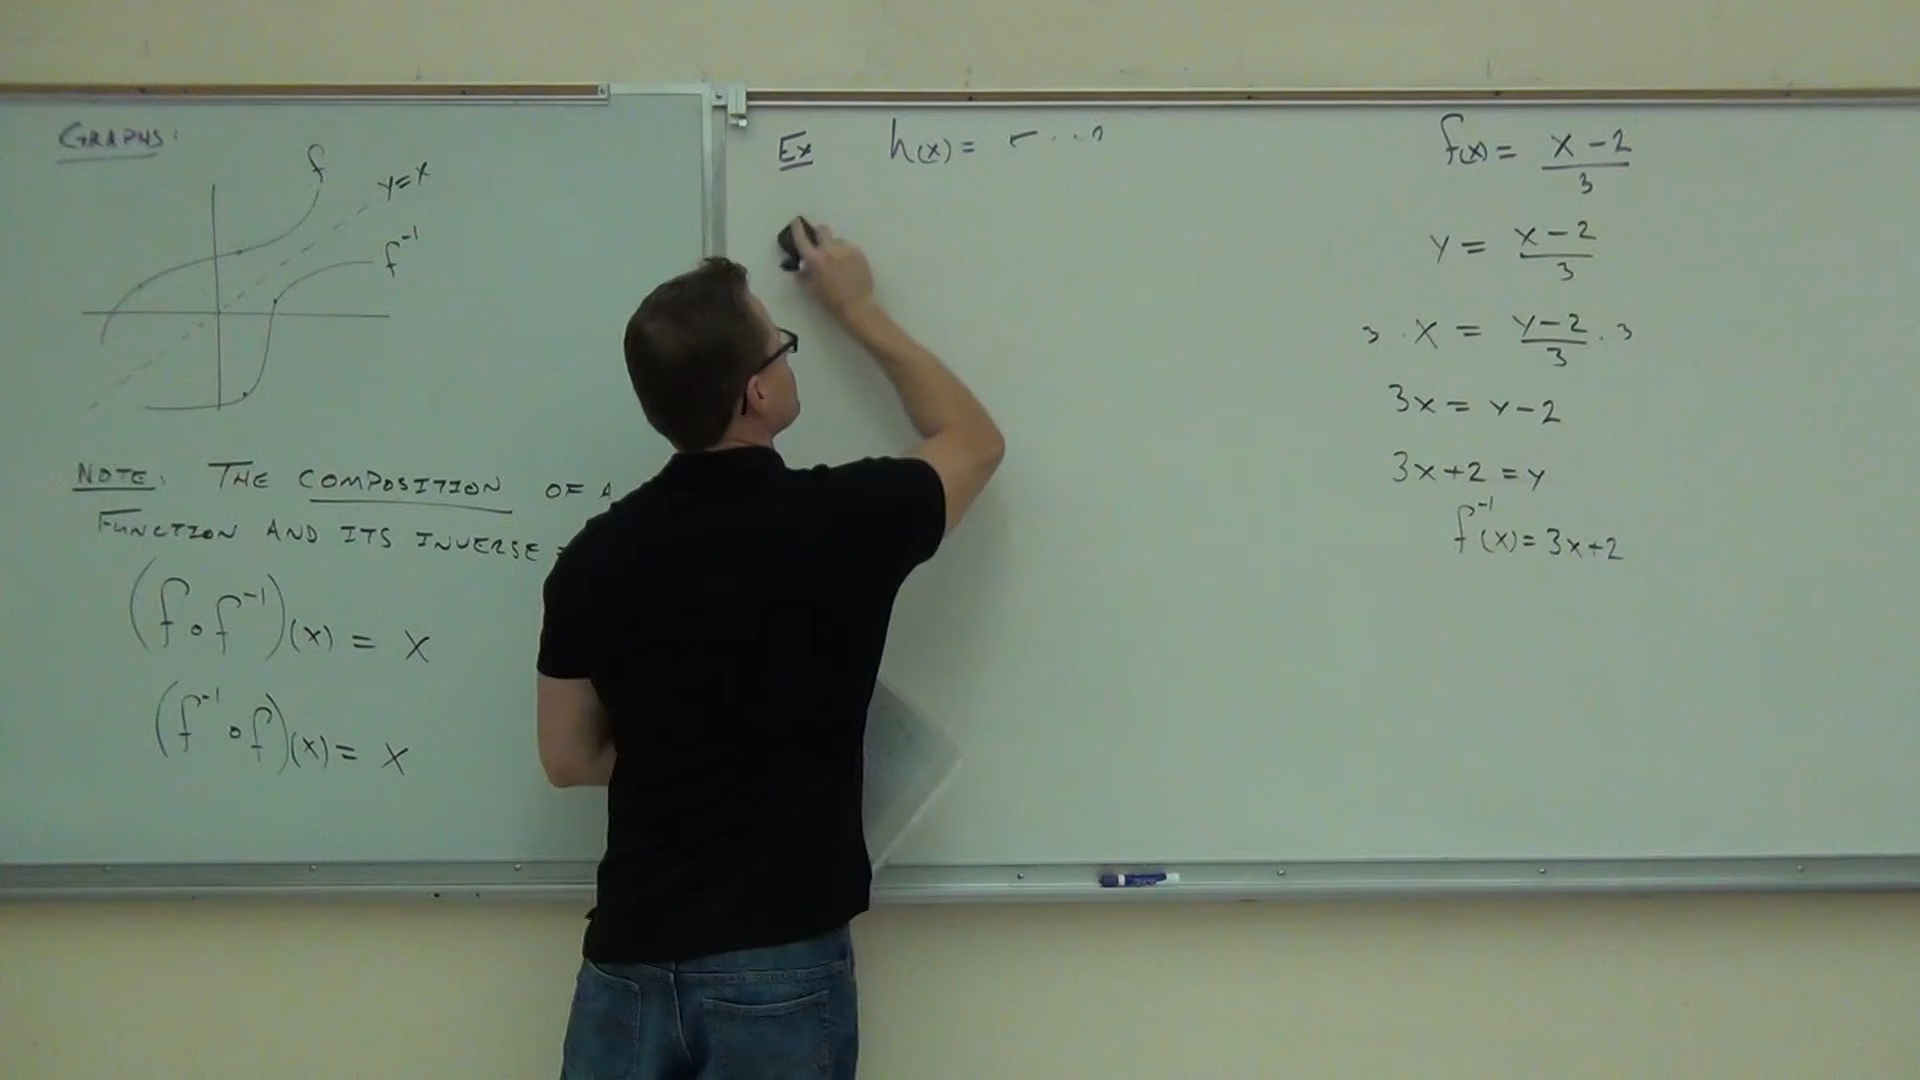 GRAPHS:
f
y=x
f⁻¹
NOTE: THE COMPOSITION OF A
FUNCTION AND ITS INVERSE =
(f∘f⁻¹)(x) = X
(f⁻¹∘f)(x) = X
Ex h(x) =
f(x) = x-2/3
y = x-2/3
3 · x = y-2/3 · 3
3x = y-2
3x+2 = y
f⁻¹(x) = 3x+2